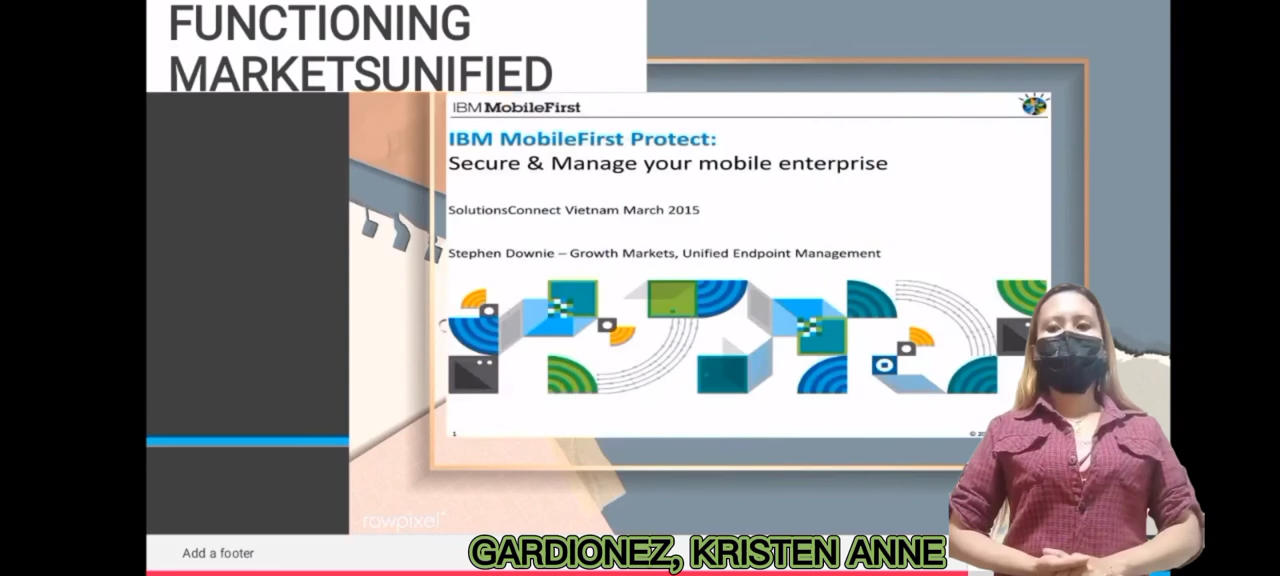 FUNCTIONING
MARKETSUNIFIED
IBM MobileFirst
IBM MobileFirst Protect:
Secure & Manage your mobile enterprise
SolutionsConnect Vietnam March 2015
Stephen Downie – Growth Markets, Unified Endpoint Management
1
©
rawpixel
Add a footer
GARDIONEZ, KRISTEN ANNE